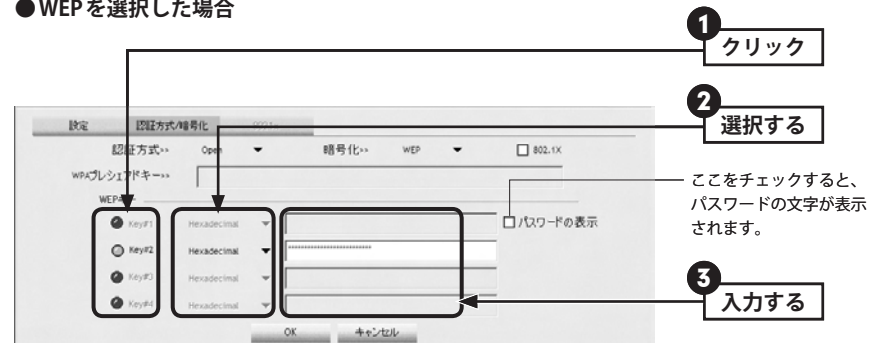 ●WEPを選択した場合
1
クリック
2
選択する
設定 認証方式/暗号化
認証方式>> Open 暗号化>> WEP 802.1X
WPAプレシェアドキー>>
ここをチェックすると、
パスワードの文字が表示
されます。
Key#1 Hexadecimal パスワードの表示
Key#2 Hexadecimal
Key#3 Hexadecimal
Key#4 Hexadecimal
3
入力する
OK キャンセル